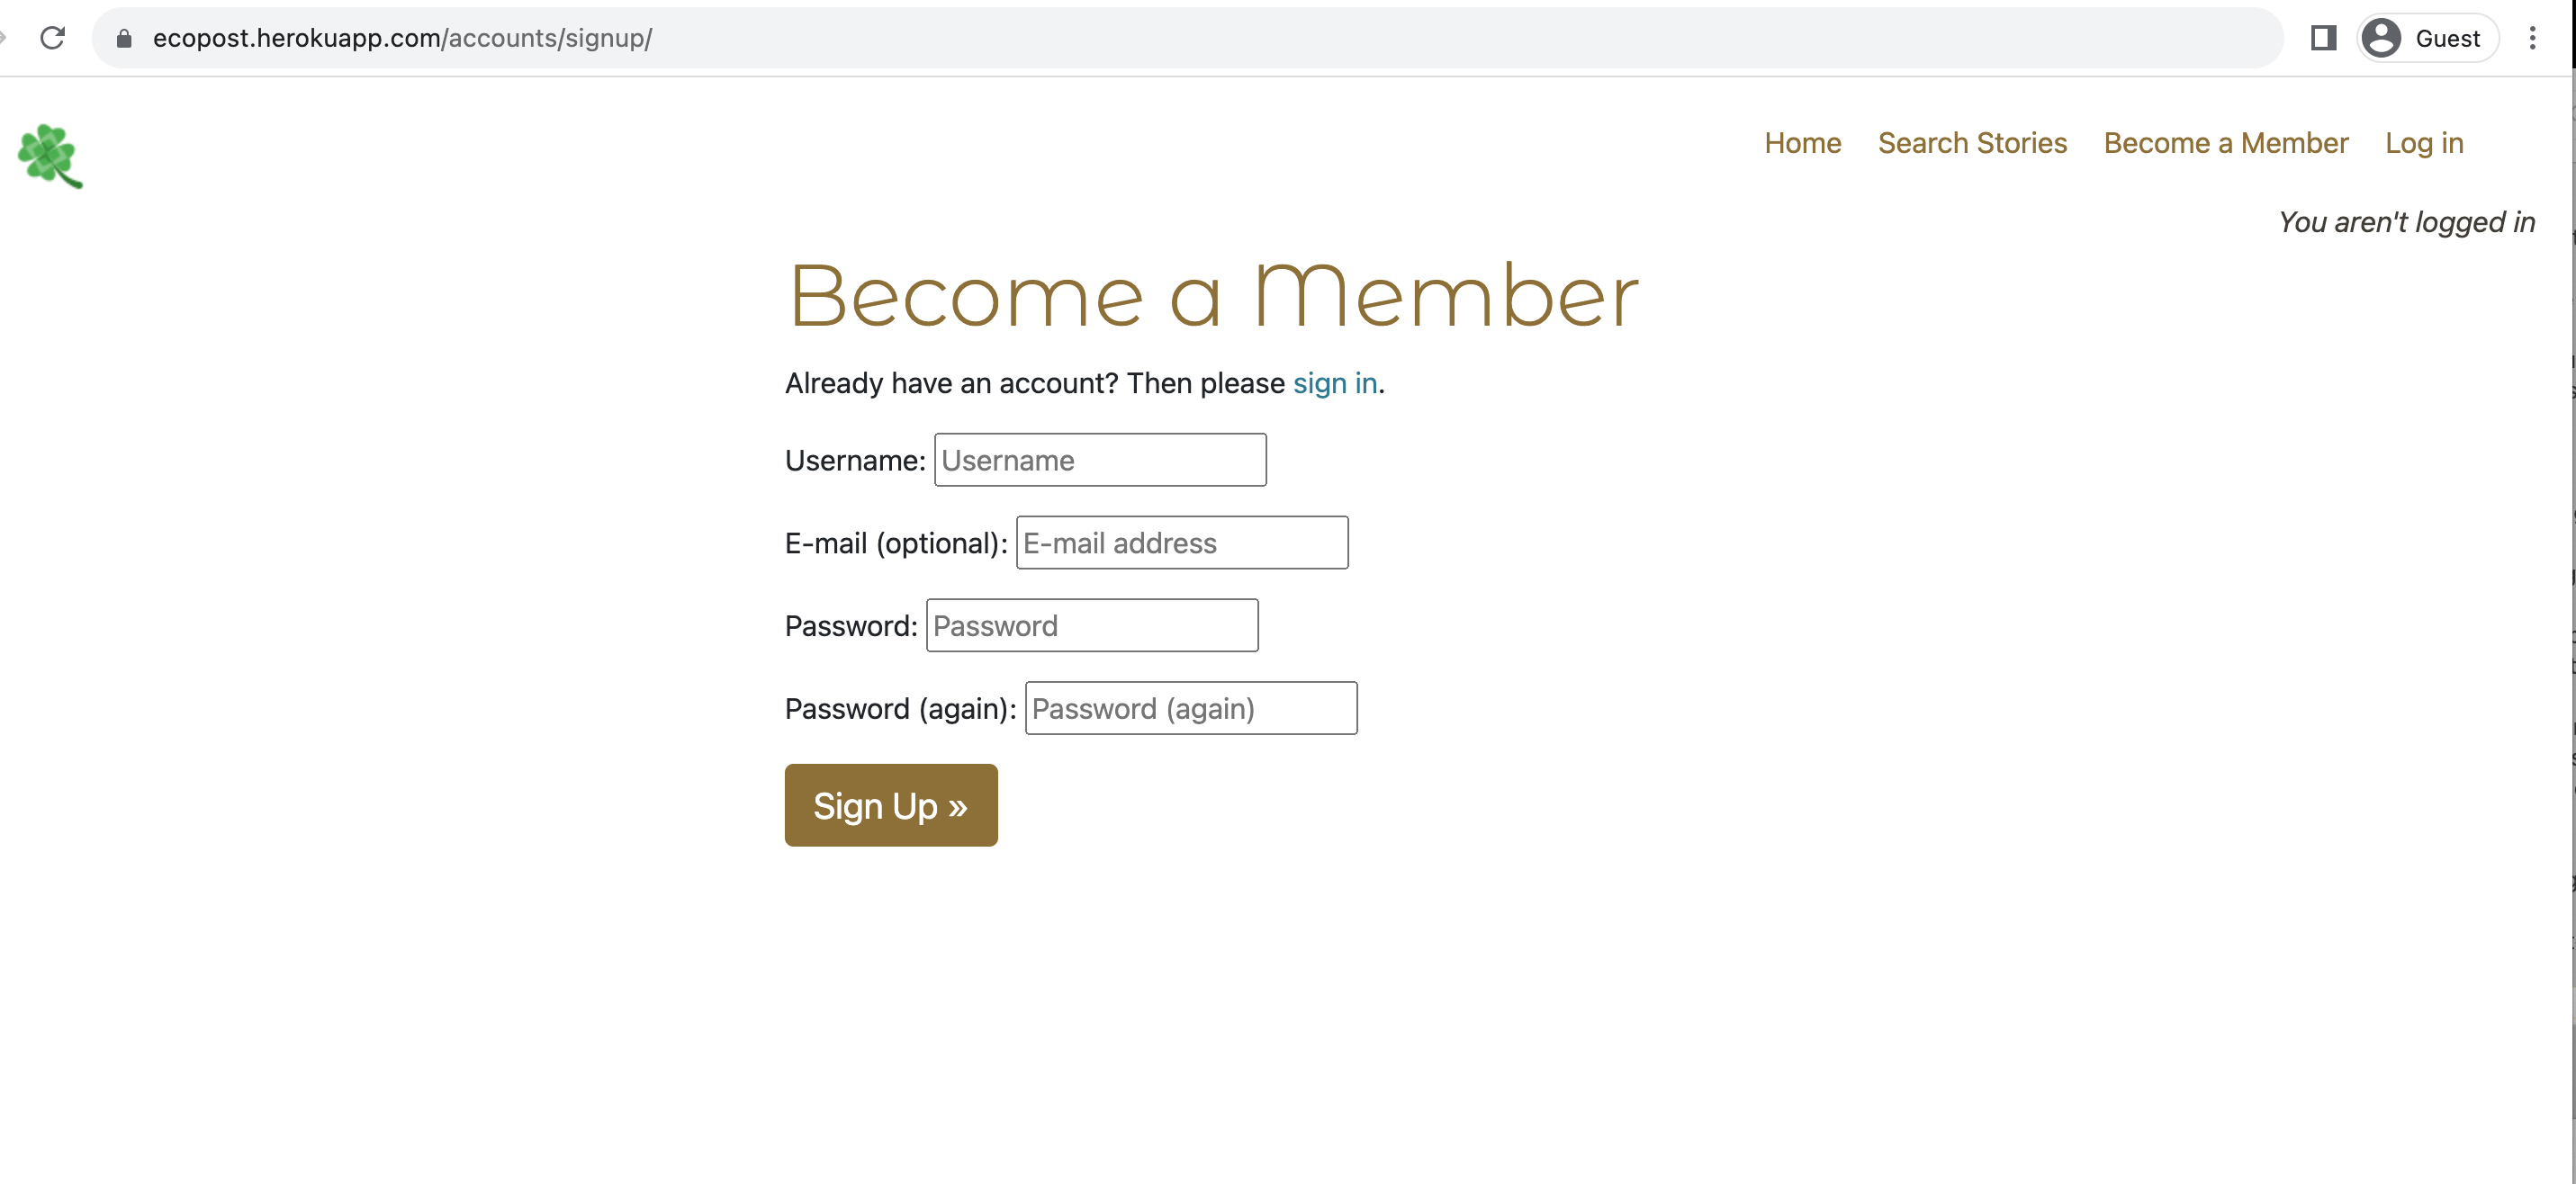 ecopost.herokuapp.com/accounts/signup/
Guest
Home Search Stories Become a Member Log in
You aren't logged in
Become a Member
Already have an account? Then please sign in.
Username: Username
E-mail (optional): E-mail address
Password: Password
Password (again): Password (again)
Sign Up »